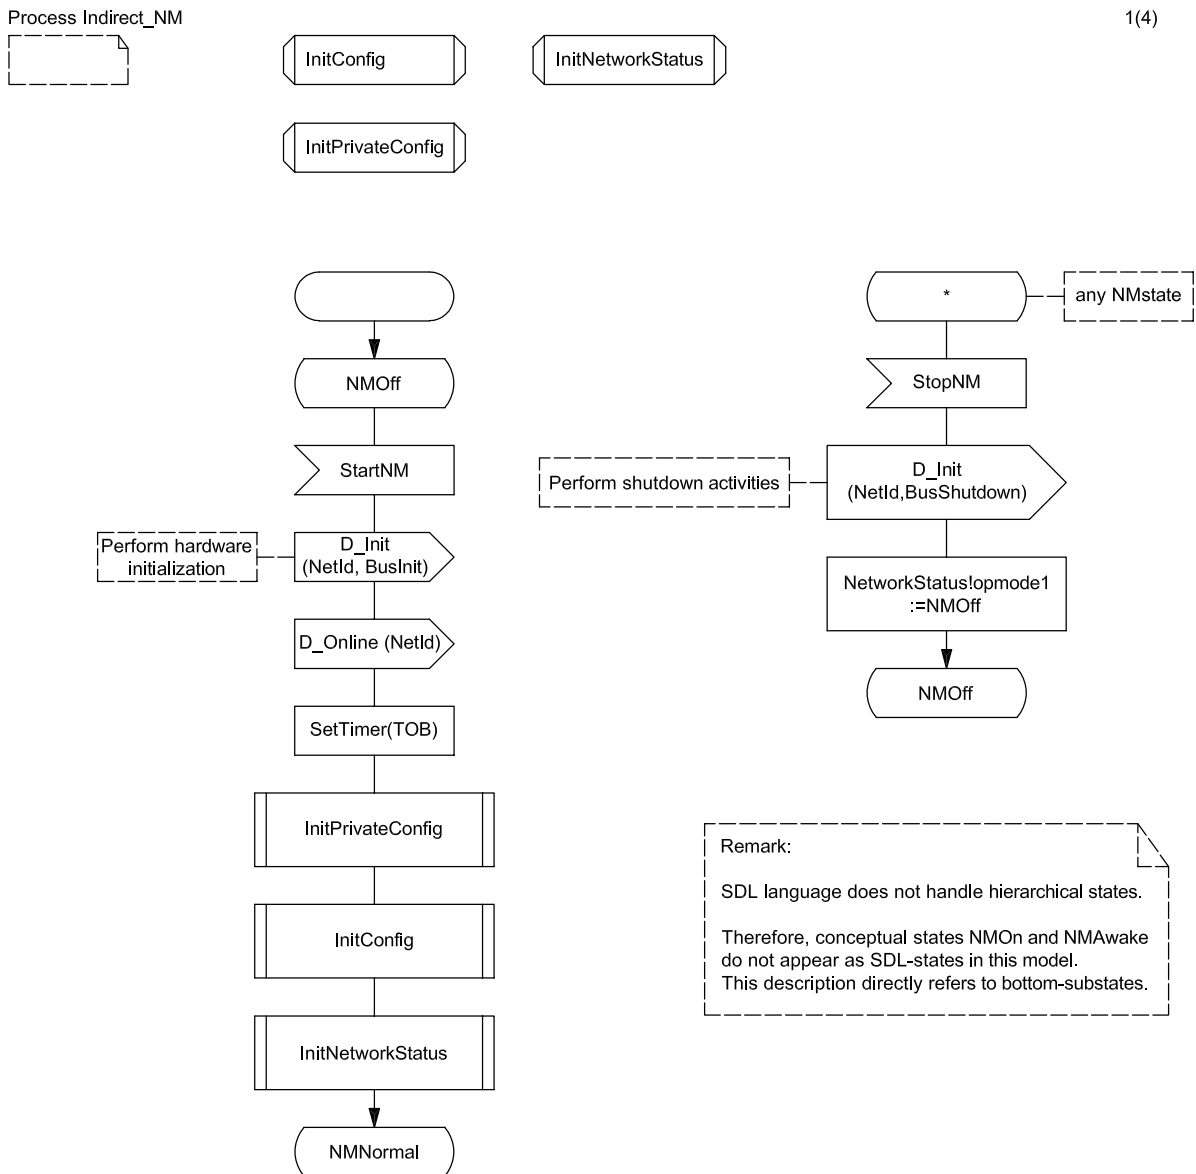 Process Indirect_NM
1(4)
InitConfig
InitNetworkStatus
InitPrivateConfig
*
any NMstate
NMOff
StopNM
StartNM
D_Init
(NetId,BusShutdown)
Perform shutdown activities
Perform hardware
initialization
D_Init
(NetId, BusInit)
NetworkStatus!opmode1
:=NMOff
D_Online (NetId)
NMOff
SetTimer(TOB)
InitPrivateConfig
InitConfig
InitNetworkStatus
NMNormal
Remark:
SDL language does not handle hierarchical states.
Therefore, conceptual states NMOn and NMAwake
do not appear as SDL-states in this model.
This description directly refers to bottom-substates.